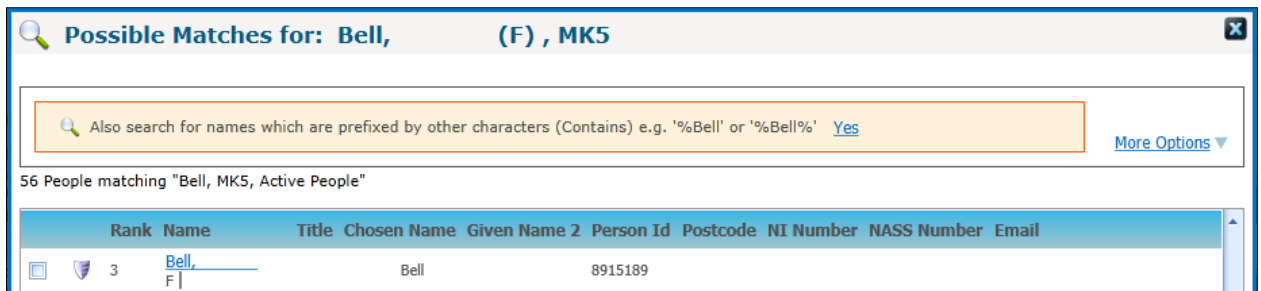 Possible Matches for: Bell, (F) , MK5
Also search for names which are prefixed by other characters (Contains) e.g. '%Bell' or '%Bell%' Yes
More Options
56 People matching "Bell, MK5, Active People"
Rank Name Title Chosen Name Given Name 2 Person Id Postcode NI Number NASS Number Email
3 Bell, Bell 8915189
F |